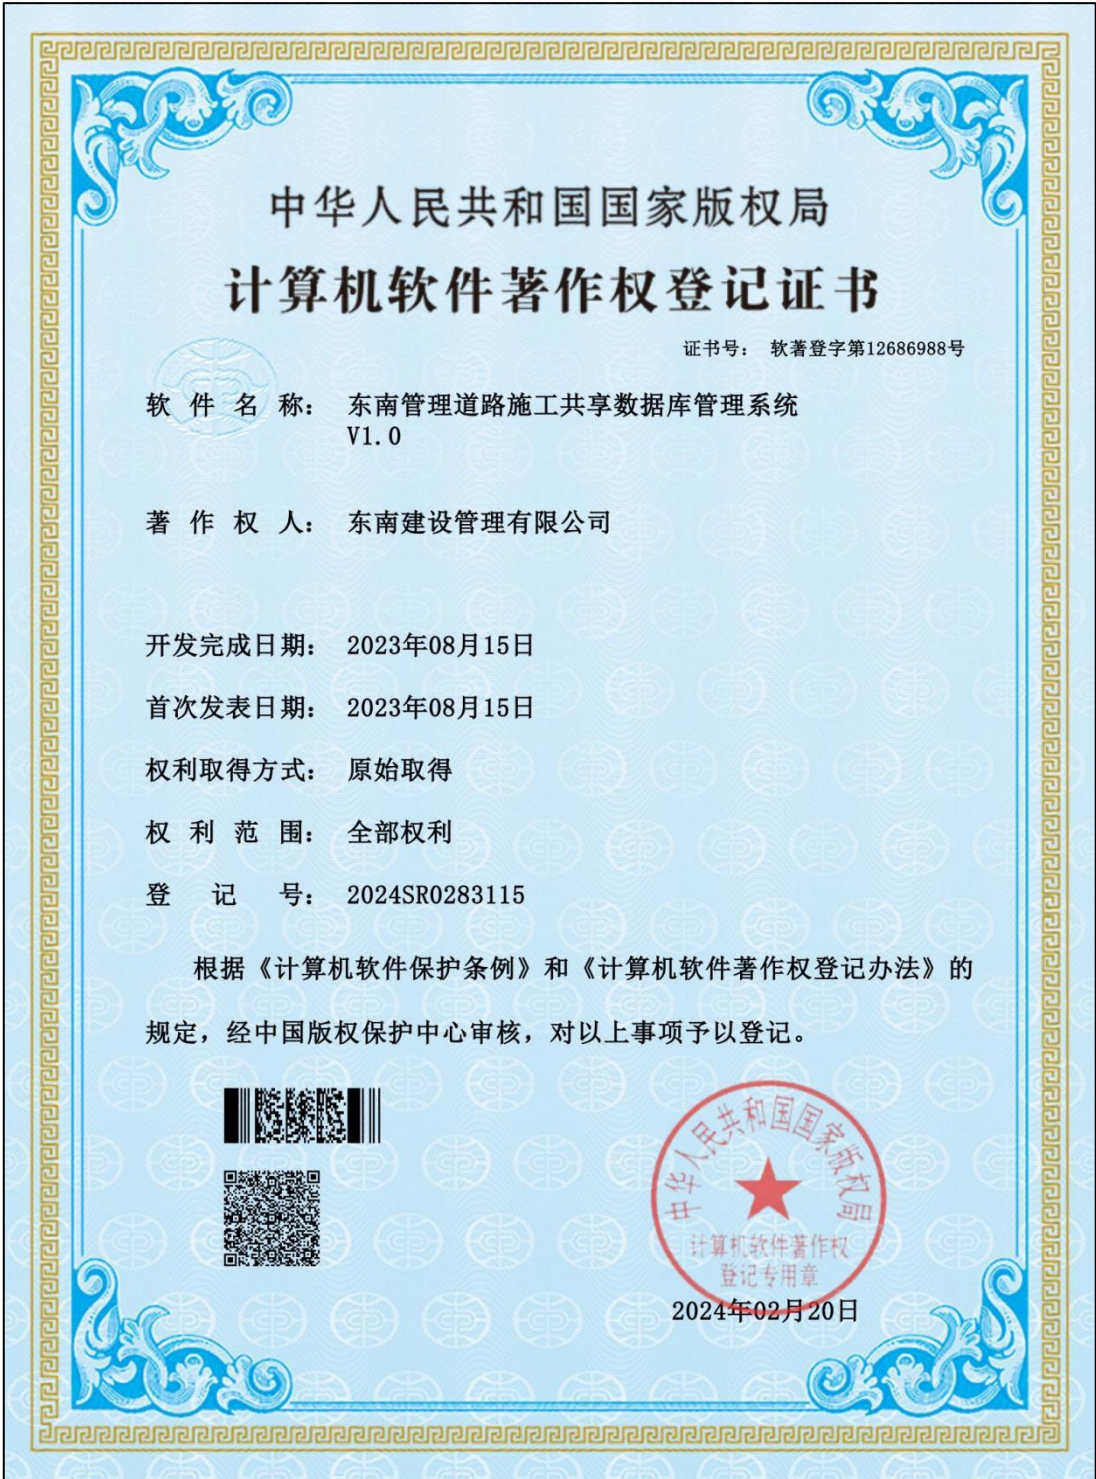 中华人民共和国国家版权局
计算机软件著作权登记证书
证书号: 软著登字第12686988号
软件名称: 东南管理道路施工共享数据库管理系统
V1.0
著作权人: 东南建设管理有限公司
开发完成日期: 2023年08月15日
首次发表日期: 2023年08月15日
权利取得方式: 原始取得
权利范围: 全部权利
登记号: 2024SR0283115
根据《计算机软件保护条例》和《计算机软件著作权登记办法》的
规定，经中国版权保护中心审核，对以上事项予以登记。
中华人民共和国国家版权局
计算机软件著作权
登记专用章
2024年02月20日